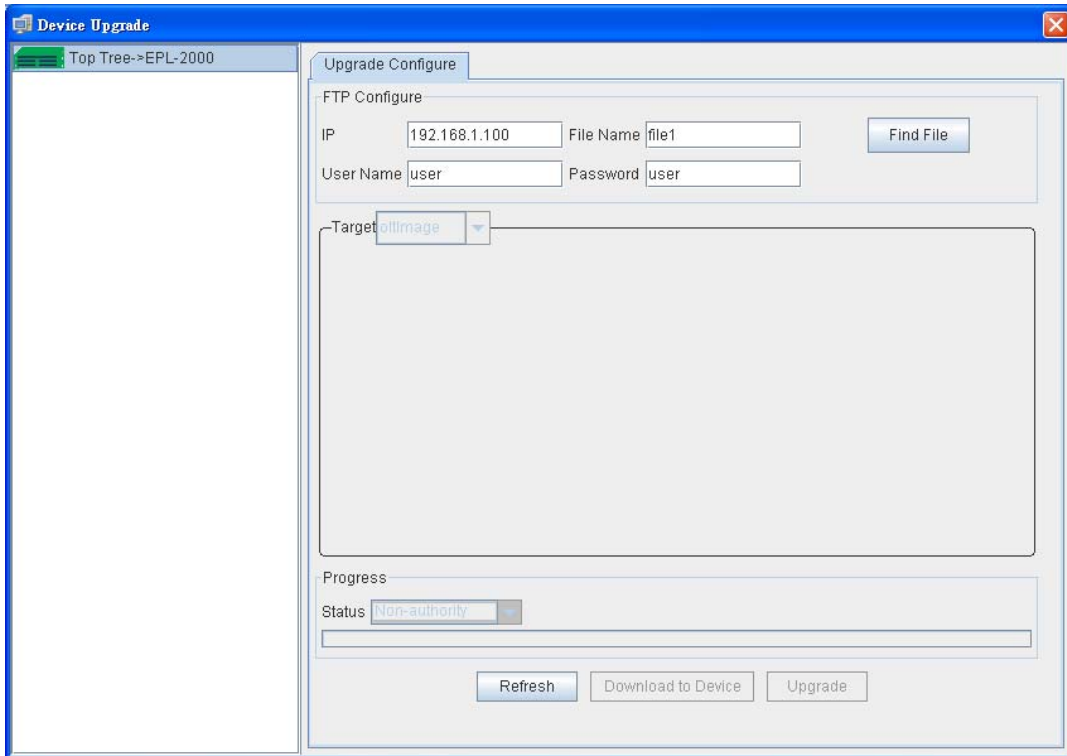 Device Upgrade
Top Tree->EPL-2000
Upgrade Configure
FTP Configure
IP 192.168.1.100 File Name file1 Find File
User Name user Password user
Target oltImage
Progress
Status Non-authority
Refresh Download to Device Upgrade